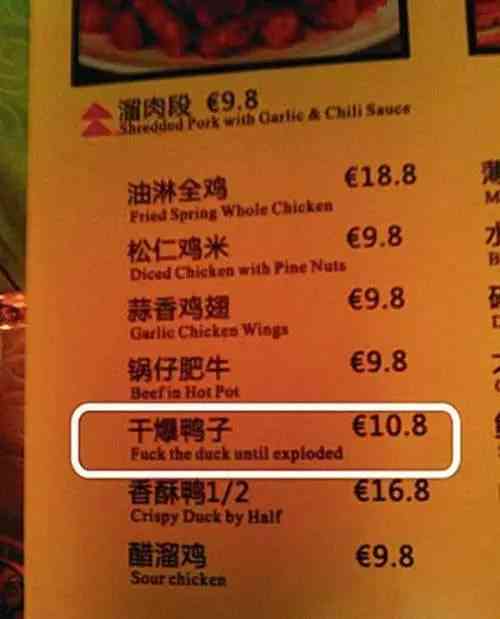 溜肉段 €9.8
Shredded Pork with Garlic & Chili Sauce
油淋全鸡 €18.8
Fried Spring Whole Chicken
松仁鸡米 €9.8
Diced Chicken with Pine Nuts
蒜香鸡翅 €9.8
Garlic Chicken Wings
锅仔肥牛 €9.8
Beef in Hot Pot
干爆鸭子 €10.8
Fuck the duck until exploded
香酥鸭1/2 €16.8
Crispy Duck by Half
醋溜鸡 €9.8
Sour chicken